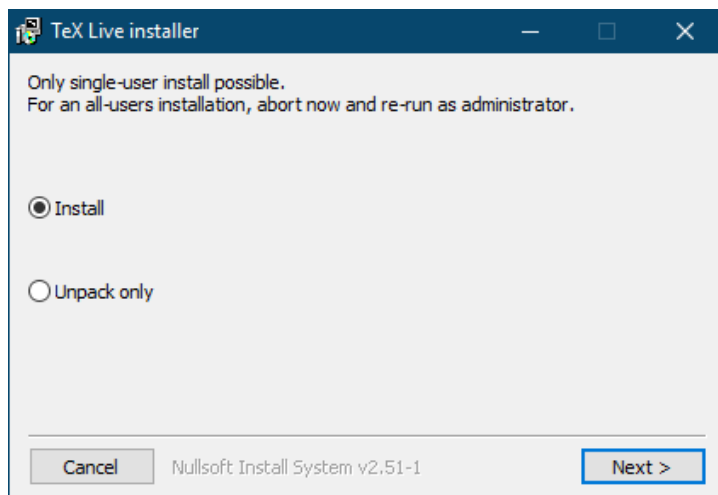 TeX Live installer
Only single-user install possible.
For an all-users installation, abort now and re-run as administrator.
Install
Unpack only
Cancel
Nullsoft Install System v2.51-1
Next >